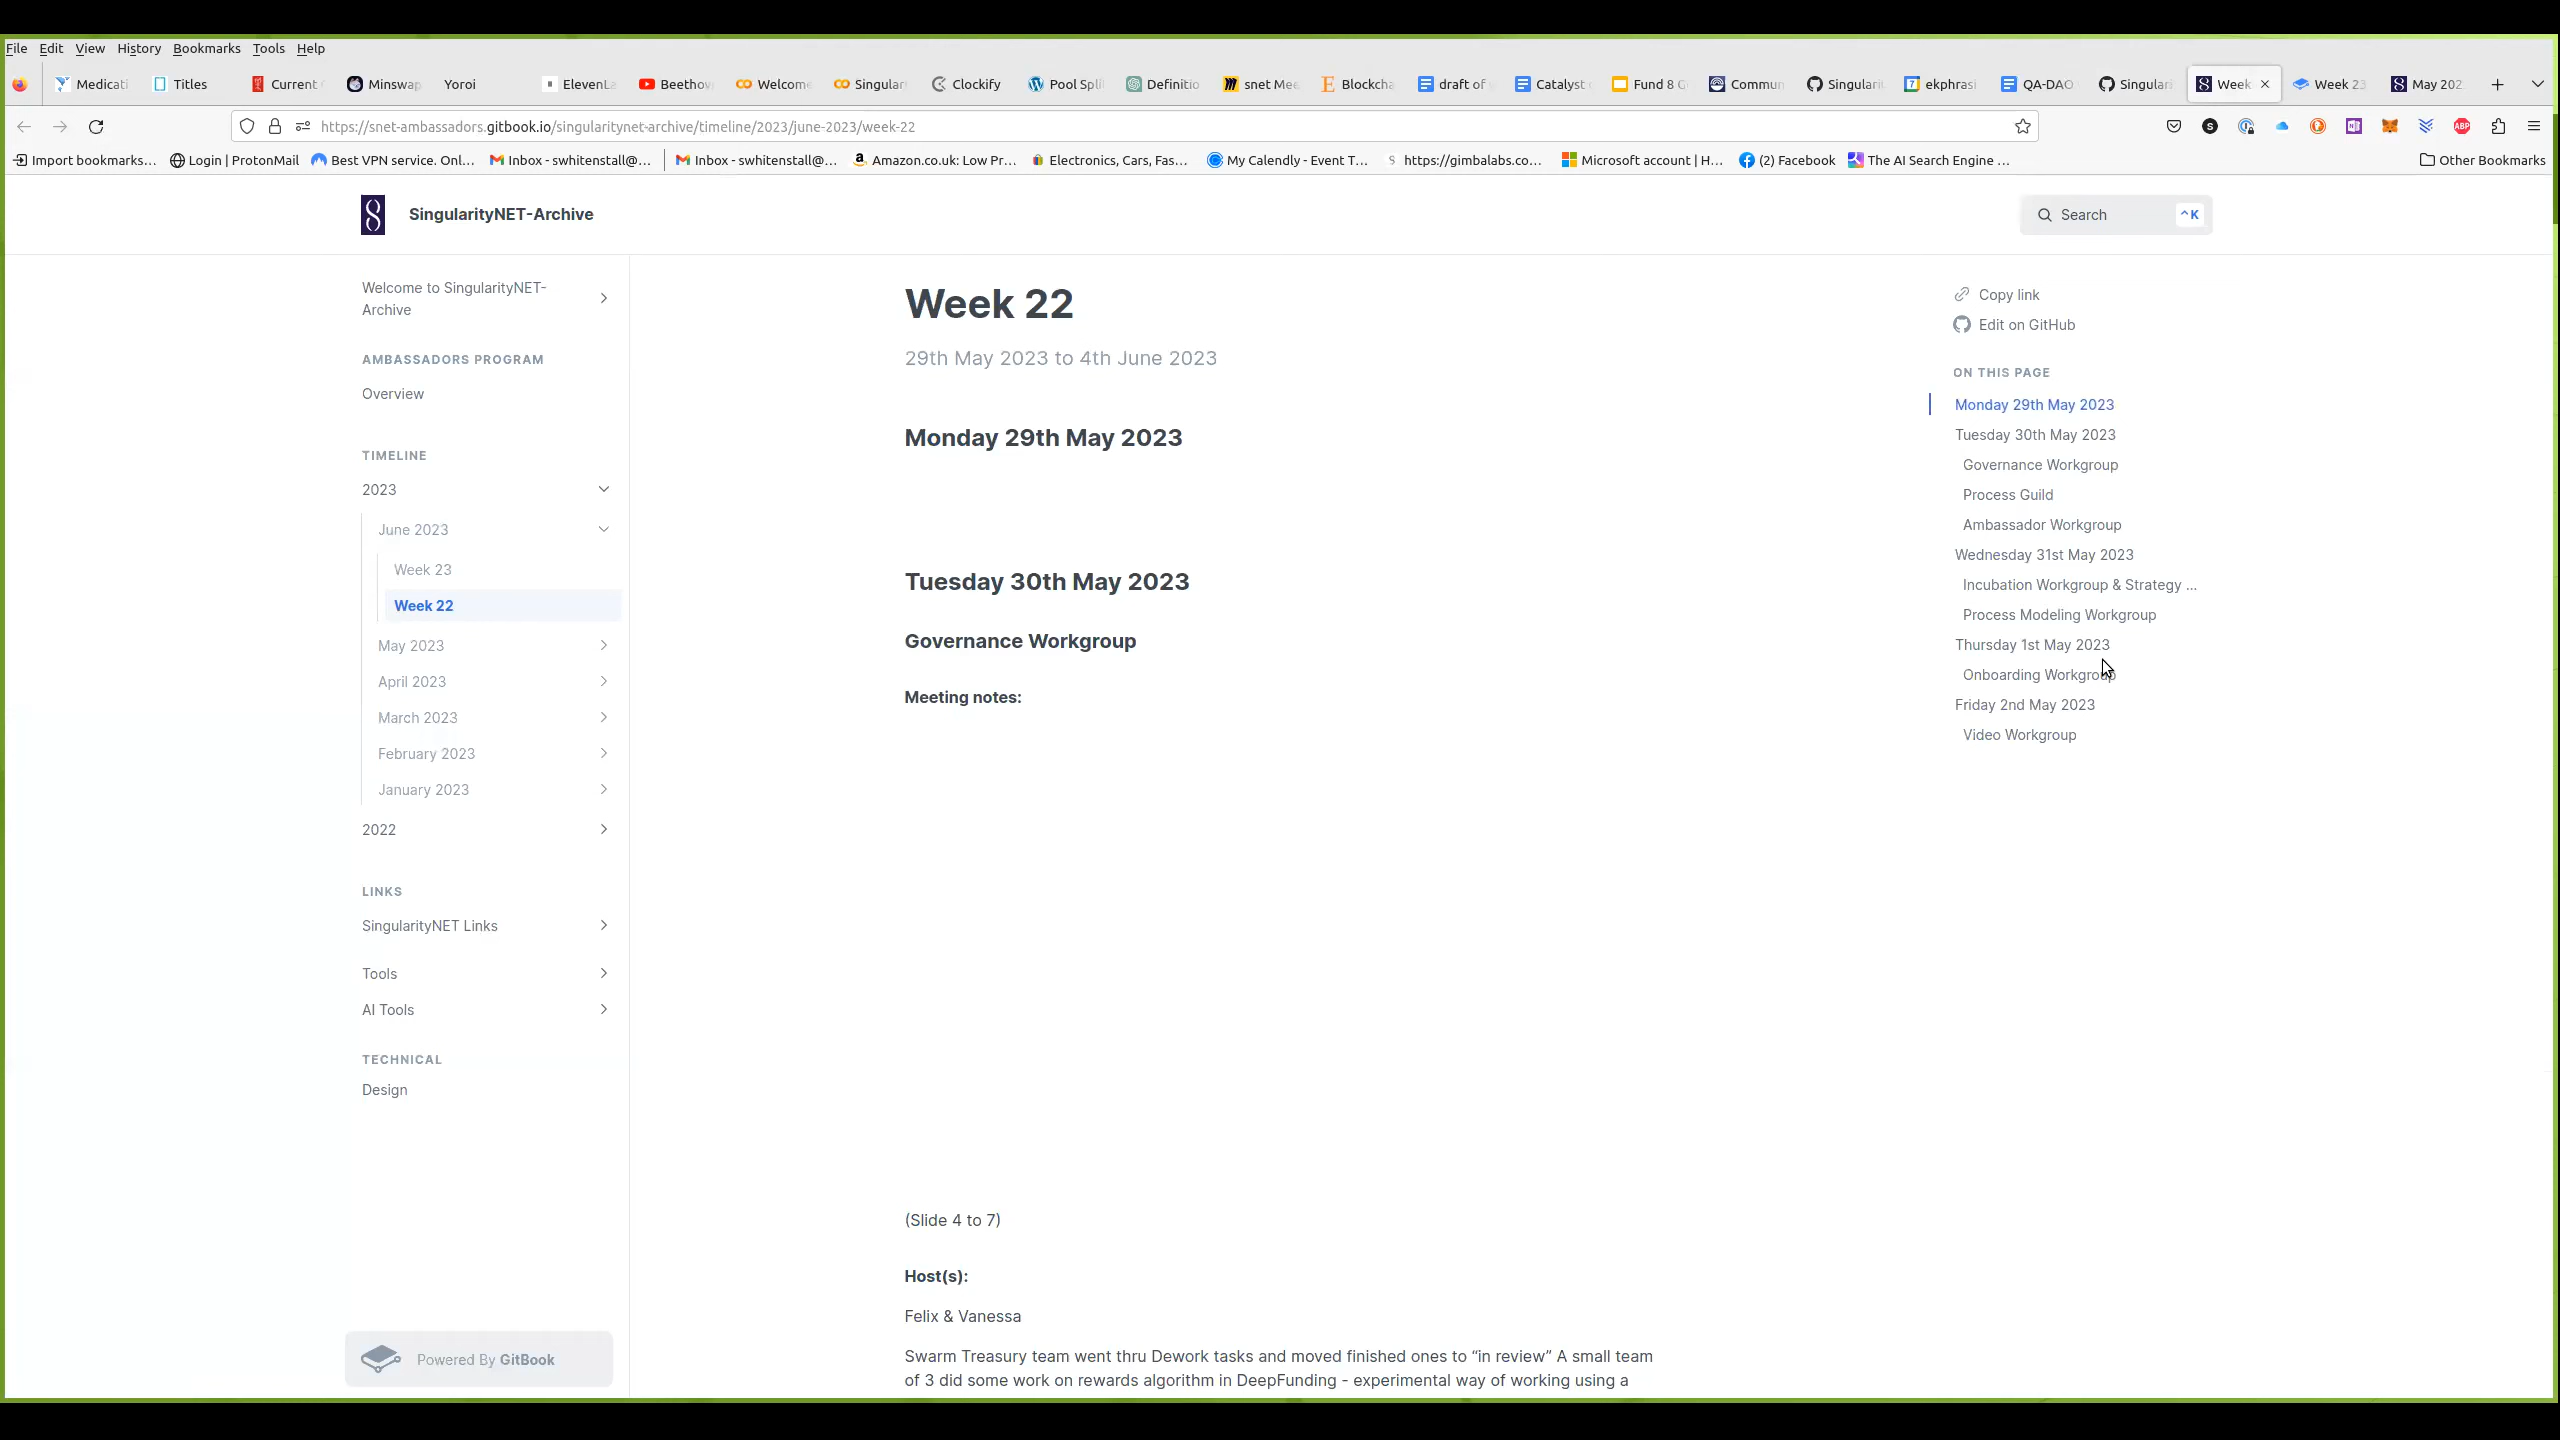 File Edit View History Bookmarks Tools Help
Medicati Titles Current Minswap Yoroi ElevenLa Beethov Welcome Singular Clockify Pool Spli Definitio snet Mee Blockcha draft of Catalyst Fund 8 G Commun Singulari ekphrasi QA-DAO Singular Week Week 23 May 202
https://snet-ambassadors.gitbook.io/singularitynet-archive/timeline/2023/june-2023/week-22
Import bookmarks... Login | ProtonMail Best VPN service. Onl... Inbox - swhitenstall@... Inbox - swhitenstall@... Amazon.co.uk: Low Pr... Electronics, Cars, Fas... My Calendly - Event T... https://gimbalabs.co... Microsoft account | H... (2) Facebook The AI Search Engine ... Other Bookmarks
SingularityNET-Archive
Search ^K
Welcome to SingularityNET-
Archive
AMBASSADORS PROGRAM
Overview
TIMELINE
2023
June 2023
Week 23
Week 22
May 2023
April 2023
March 2023
February 2023
January 2023
2022
LINKS
SingularityNET Links
Tools
AI Tools
TECHNICAL
Design
Powered By GitBook
Week 22
29th May 2023 to 4th June 2023
Monday 29th May 2023
Tuesday 30th May 2023
Governance Workgroup
Meeting notes:
(Slide 4 to 7)
Host(s):
Felix & Vanessa
Swarm Treasury team went thru Dework tasks and moved finished ones to “in review” A small team
of 3 did some work on rewards algorithm in DeepFunding - experimental way of working using a
Copy link
Edit on GitHub
ON THIS PAGE
Monday 29th May 2023
Tuesday 30th May 2023
Governance Workgroup
Process Guild
Ambassador Workgroup
Wednesday 31st May 2023
Incubation Workgroup & Strategy ...
Process Modeling Workgroup
Thursday 1st May 2023
Onboarding Workgroup
Friday 2nd May 2023
Video Workgroup